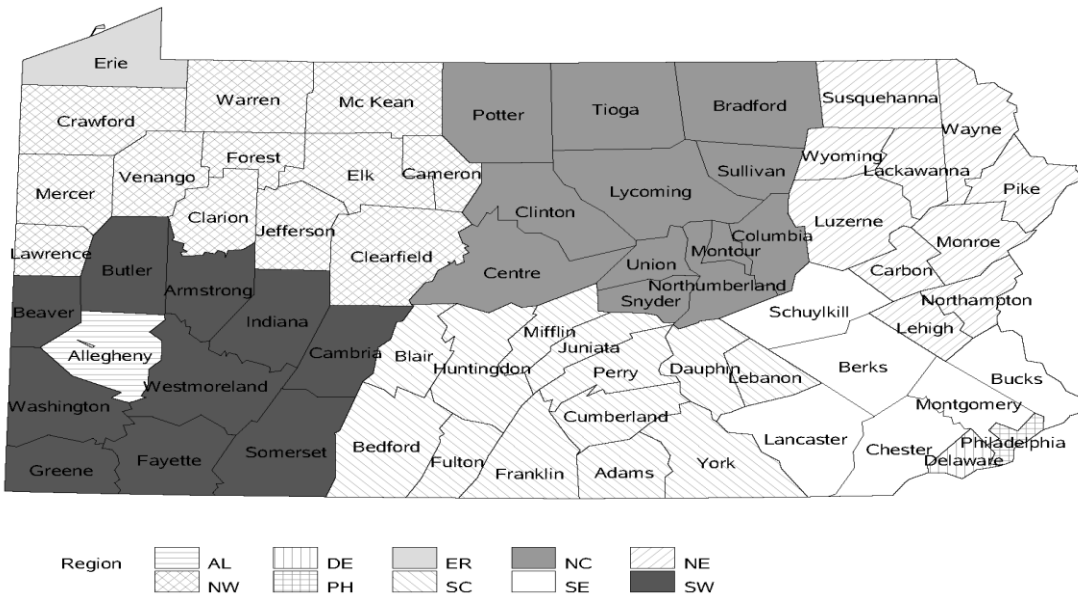 Erie
Warren
Mc Kean
Potter
Tioga
Bradford
Susquehanna
Wayne
Crawford
Forest
Venango
Elk
Cameron
Sullivan
Wyoming
Lackawanna
Pike
Mercer
Clarion
Jefferson
Clinton
Lycoming
Luzerne
Monroe
Lawrence
Clearfield
Centre
Union
Montour
Columbia
Carbon
Butler
Armstrong
Snyder
Northumberland
Northampton
Beaver
Indiana
Mifflin
Schuylkill
Lehigh
Allegheny
Cambria
Blair
Huntingdon
Juniata
Perry
Dauphin
Lebanon
Berks
Bucks
Westmoreland
Washington
Cumberland
Montgomery
Bedford
Lancaster
Chester
Philadelphia
Delaware
Greene
Fayette
Somerset
Fulton
Franklin
Adams
York
Region AL DE ER NC NE
NW PH SC SE SW